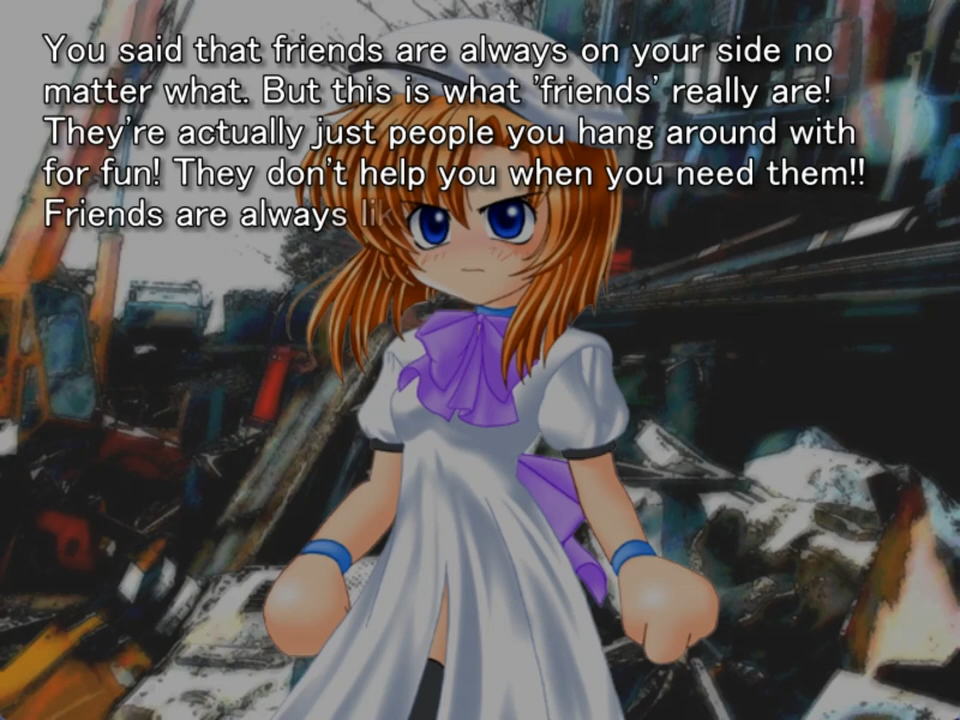 You said that friends are always on your side no
matter what. But this is what 'friends' really are!
They're actually just people you hang around with
for fun! They don't help you when you need them!!
Friends are always